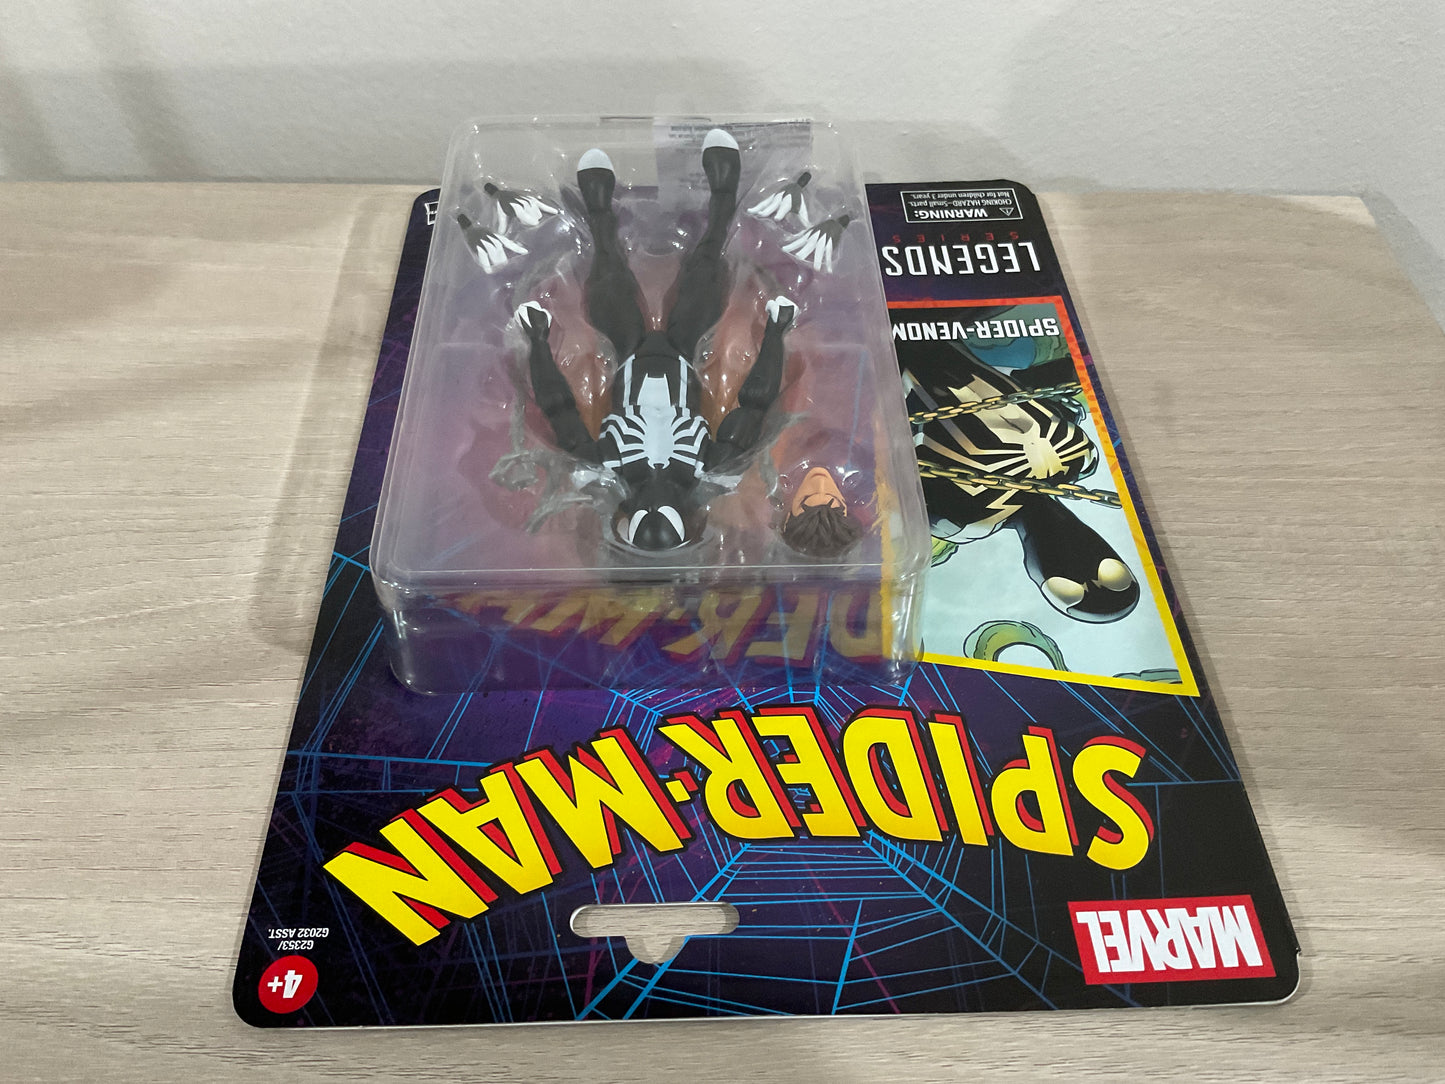 MARVEL
4+
G2353/
G2032 ASST.
SPIDER-MAN
SPIDER-VENOM
LEGENDS
SERIES
WARNING:
CHOKING HAZARD–Small parts.
Not for children under 3 years.